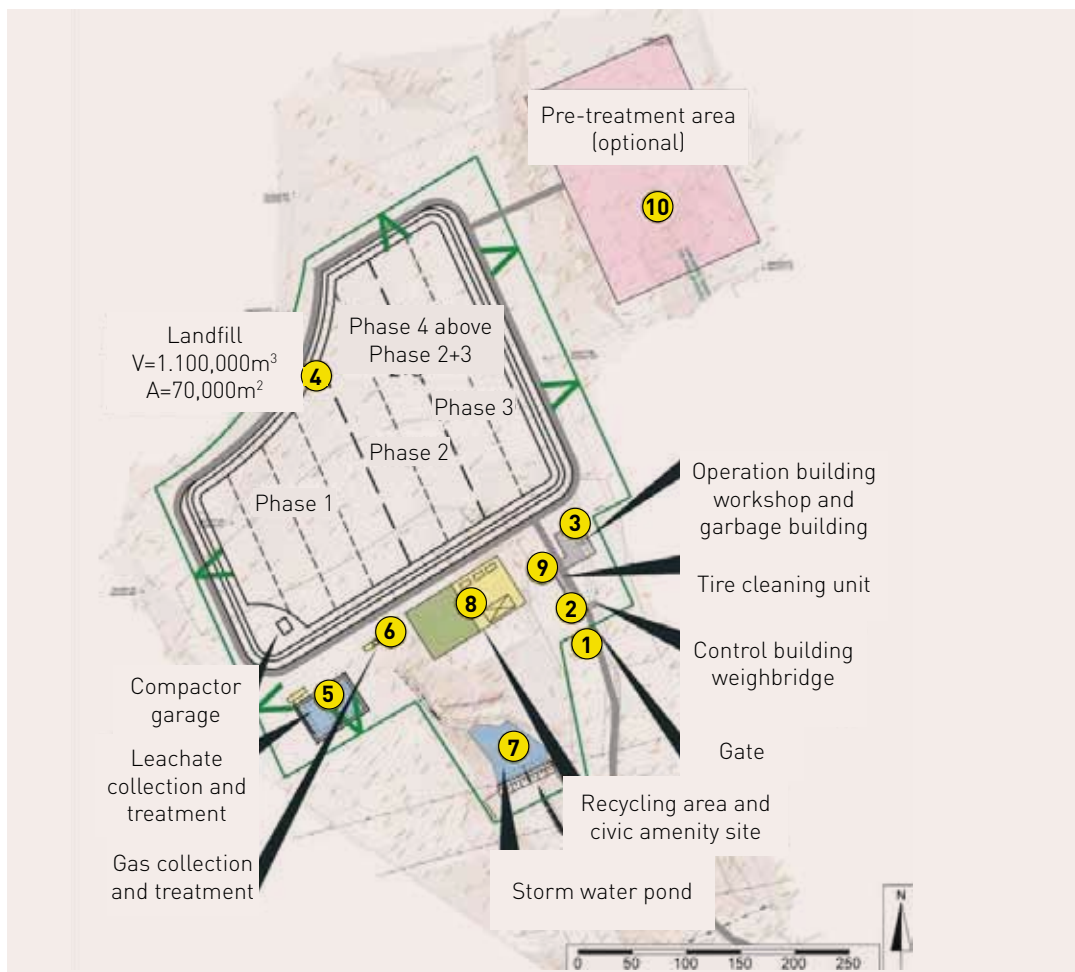 Pre-treatment area
(optional)
10
Landfill
V=1.100,000m³
A=70,000m²
4
Phase 4 above
Phase 2+3
Phase 3
Phase 2
Phase 1
Operation building
workshop and
garbage building
3
9
Tire cleaning unit
8
2
6
1
Control building
weighbridge
Compactor
garage
5
Gate
7
Leachate
collection and
treatment
Recycling area and
civic amenity site
Gas collection
and treatment
Storm water pond
N
0 50 100 150 200 250